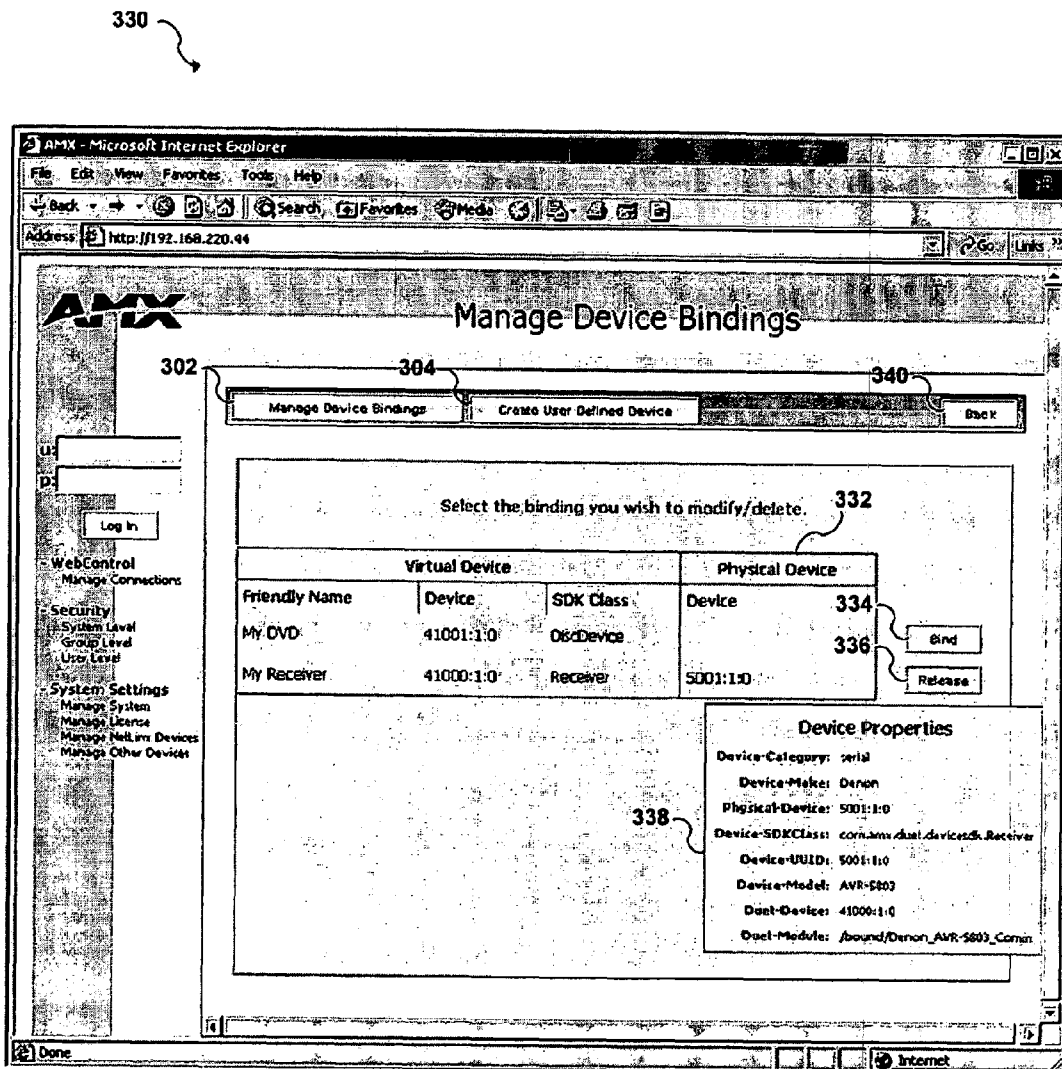 330
AMX - Microsoft Internet Explorer
File Edit View Favorites Tools Help
Back Search Favorites Media
Address http://192.168.220.44 Go Links »
AMX
Manage Device Bindings
302 304 340
Manage Device Bindings Create User Defined Device Back
u:
p:
Log In
- WebControl
Manage Connections
- Security
System Level
Group Level
User Level
- System Settings
Manage System
Manage License
Manage NetLinx Devices
Manage Other Devices
Select the binding you wish to modify/delete.
332
Virtual Device Physical Device
Friendly Name Device SDK Class Device
My DVD 41001:1:0 DiscDevice
334 Bind
My Receiver 41000:1:0 Receiver 5001:1:0
336 Release
Device Properties
Device-Category: serial
Device-Make: Denon
Physical-Device: 5001:1:0
338
Device-SDKClass: com.amx.duet.devicesdk.Receiver
Device-UUID: 5001:1:0
Device-Model: AVR-5803
Duet-Device: 41000:1:0
Duet-Module: /bound/Denon_AVR-5803_Comm
Done Internet